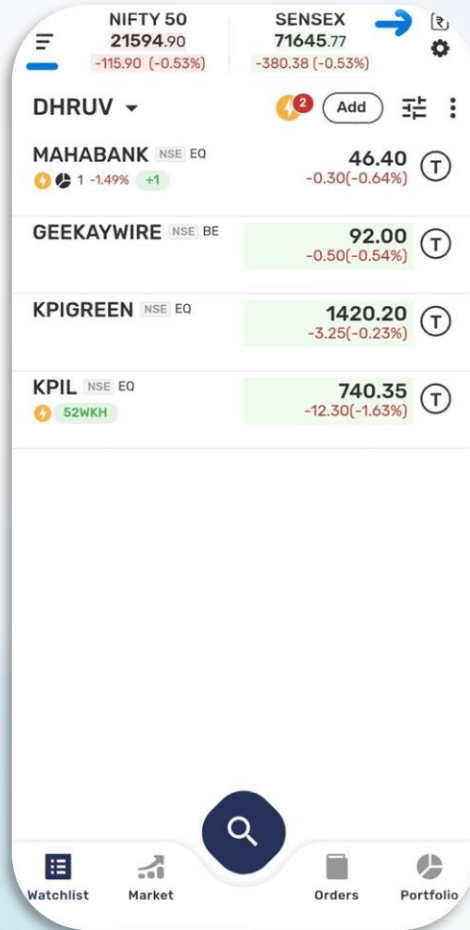 NIFTY 50
21594.90
-115.90 (-0.53%)
SENSEX
71645.77
-380.38 (-0.53%)
₹
DHRUV
2
Add
MAHABANK NSE EQ
46.40
T
1 -1.49% +1
-0.30(-0.64%)
GEEKAYWIRE NSE BE
92.00
T
-0.50(-0.54%)
KPIGREEN NSE EQ
1420.20
T
-3.25(-0.23%)
KPIL NSE EQ
740.35
T
52WKH
-12.30(-1.63%)
Watchlist
Market
Orders
Portfolio